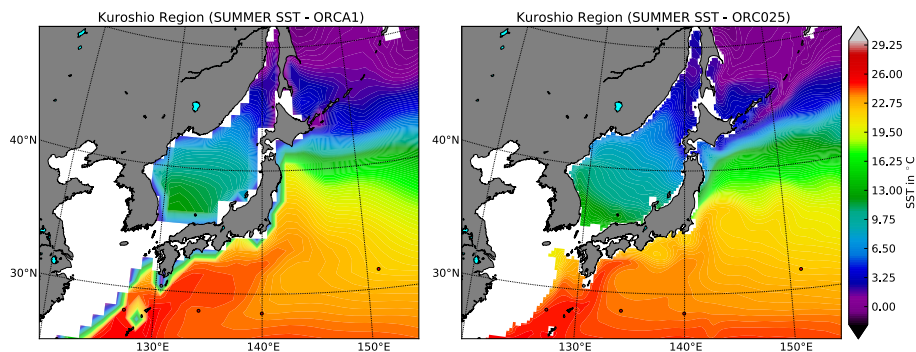 Kuroshio Region (SUMMER SST - ORCA1)
40°N
30°N
130°E
140°E
150°E
Kuroshio Region (SUMMER SST - ORC025)
40°N
30°N
130°E
140°E
150°E
29.25
26.00
22.75
19.50
16.25
13.00
9.75
6.50
3.25
0.00
SST in °C